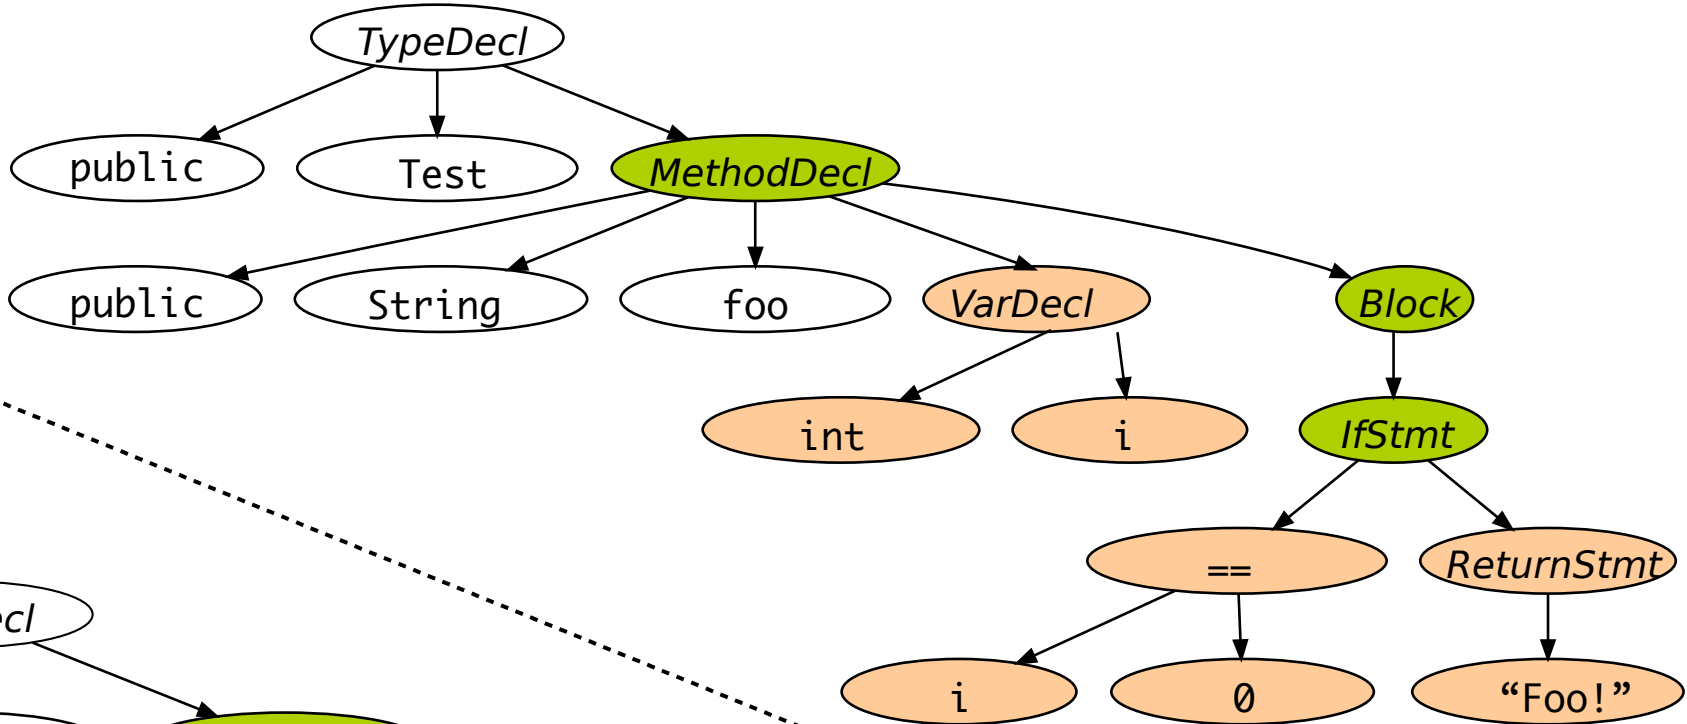 TypeDecl
public Test MethodDecl
public String foo VarDecl Block
int i IfStmt
== ReturnStmt
i 0 “Foo!”